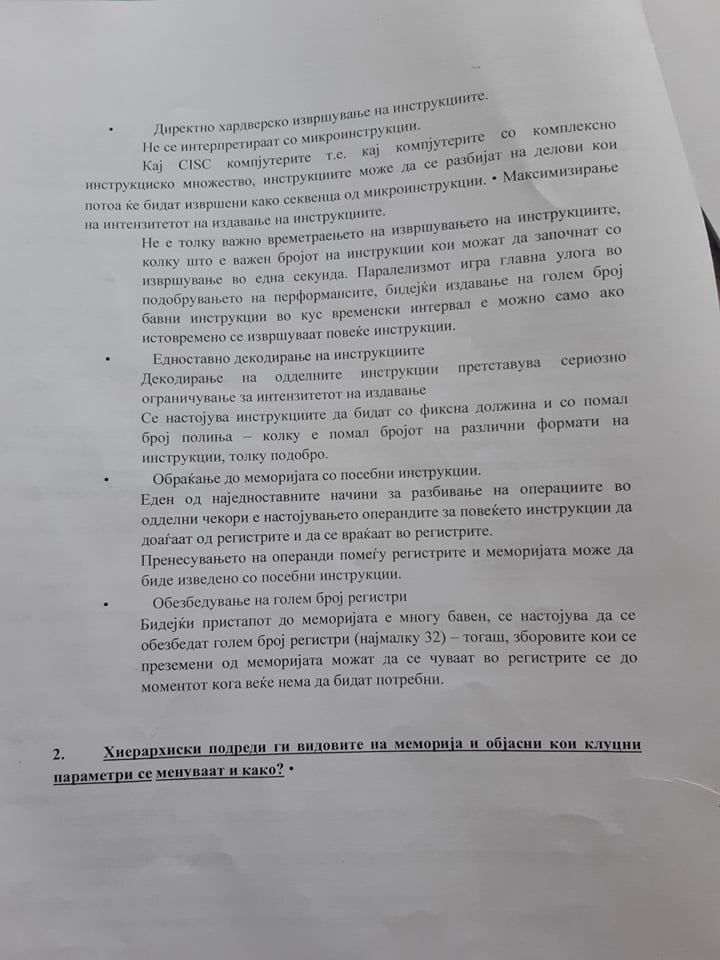 • Директно хардверско извршување на инструкциите.
Не се интерпретираат со микроинструкции.
Кај CISC компјутерите т.е. кај компјутерите со комплексно
инструкциско множество, инструкциите може да се разбијат на делови кои
потоа ќе бидат извршени како секвенца од микроинструкции. • Максимизирање
на интензитетот на издавање на инструкциите.
Не е толку важно времетраењето на извршувањето на инструкциите,
колку што е важен бројот на инструкции кои можат да започнат со
извршување во една секунда. Паралелизмот игра главна улога во
подобрувањето на перформансите, бидејќи издавање на голем број
бавни инструкции во кус временски интервал е можно само ако
истовремено се извршуваат повеќе инструкции.
• Едноставно декодирање на инструкциите
Декодирање на одделните инструкции претставува сериозно
ограничување за интензитетот на издавање
Се настојува инструкциите да бидат со фиксна должина и со помал
број полиња – колку е помал бројот на различни формати на
инструкции, толку подобро.
• Обраќање до меморијата со посебни инструкции.
Еден од наједноставните начини за разбивање на операциите во
одделни чекори е настојувањето операндите за повеќето инструкции да
доаѓаат од регистрите и да се враќаат во регистрите.
Пренесувањето на операнди помеѓу регистрите и меморијата може да
биде изведено со посебни инструкции.
• Обезбедување на голем број регистри
Бидејќи пристапот до меморијата е многу бавен, се настојува да се
обезбедат голем број регистри (најмалку 32) – тогаш, зборовите кои се
преземени од меморијата можат да се чуваат во регистрите се до
моментот кога веќе нема да бидат потребни.
2. Хиерархиски подреди ги видовите на меморија и објасни кои клуцни
параметри се менуваат и како? •